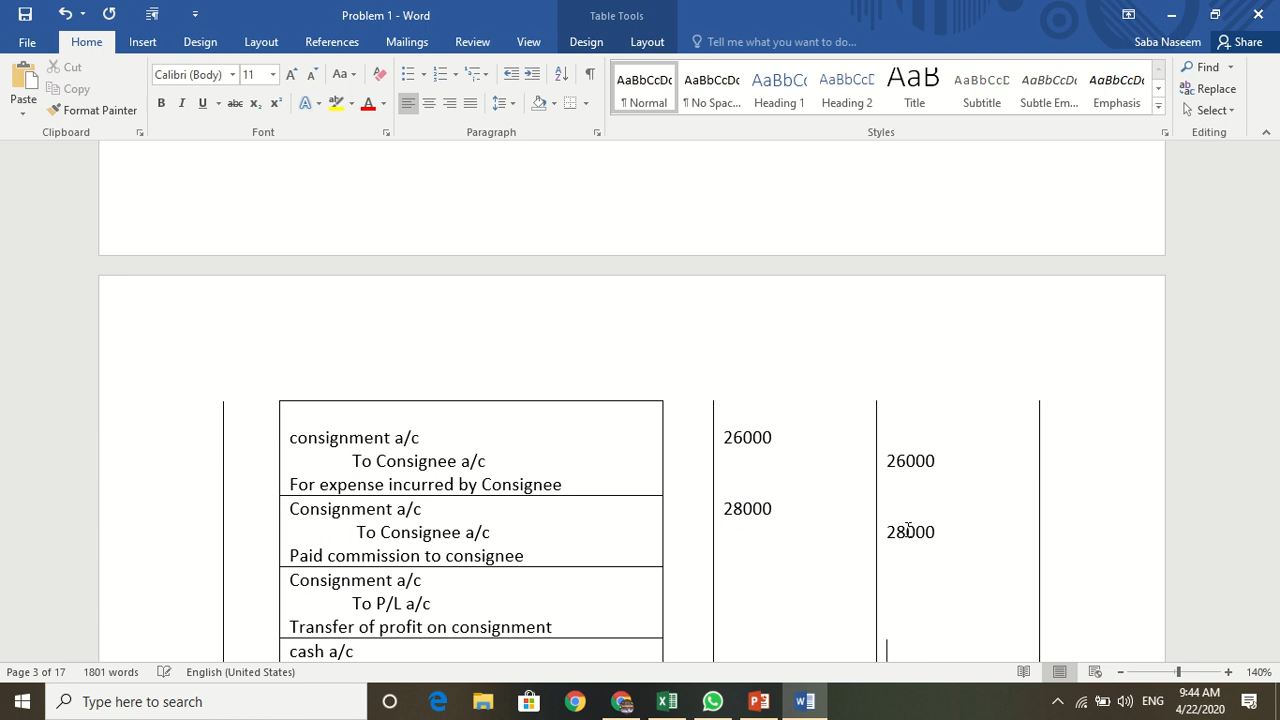 Problem 1 - Word
Table Tools
File
Home
Insert
Design
Layout
References
Mailings
Review
View
Design
Layout
Tell me what you want to do...
Saba Naseem
Share
Paste
Cut
Copy
Format Painter
Clipboard
Calibri (Body)
11
Font
Paragraph
AaBbCcDc
¶ Normal
AaBbCcDc
¶ No Spac...
AaBbCc
Heading
AaBbCcD
Heading 2
AaB
Title
AaBbCcD
Subtitle
AaBbCcDc
Subtle Em...
AaBbCcDc
Emphasis
Styles
Find
Replace
Select
Editing
consignment a/c 26000
To Consignee a/c 26000
For expense incurred by Consignee
Consignment a/c 28000
To Consignee a/c 28000
Paid commission to consignee
Consignment a/c
To P/L a/c
Transfer of profit on consignment
cash a/c
Page 3 of 17
1801 words
English (United States)
140%
Type here to search
ENG
9:44 AM
4/22/2020